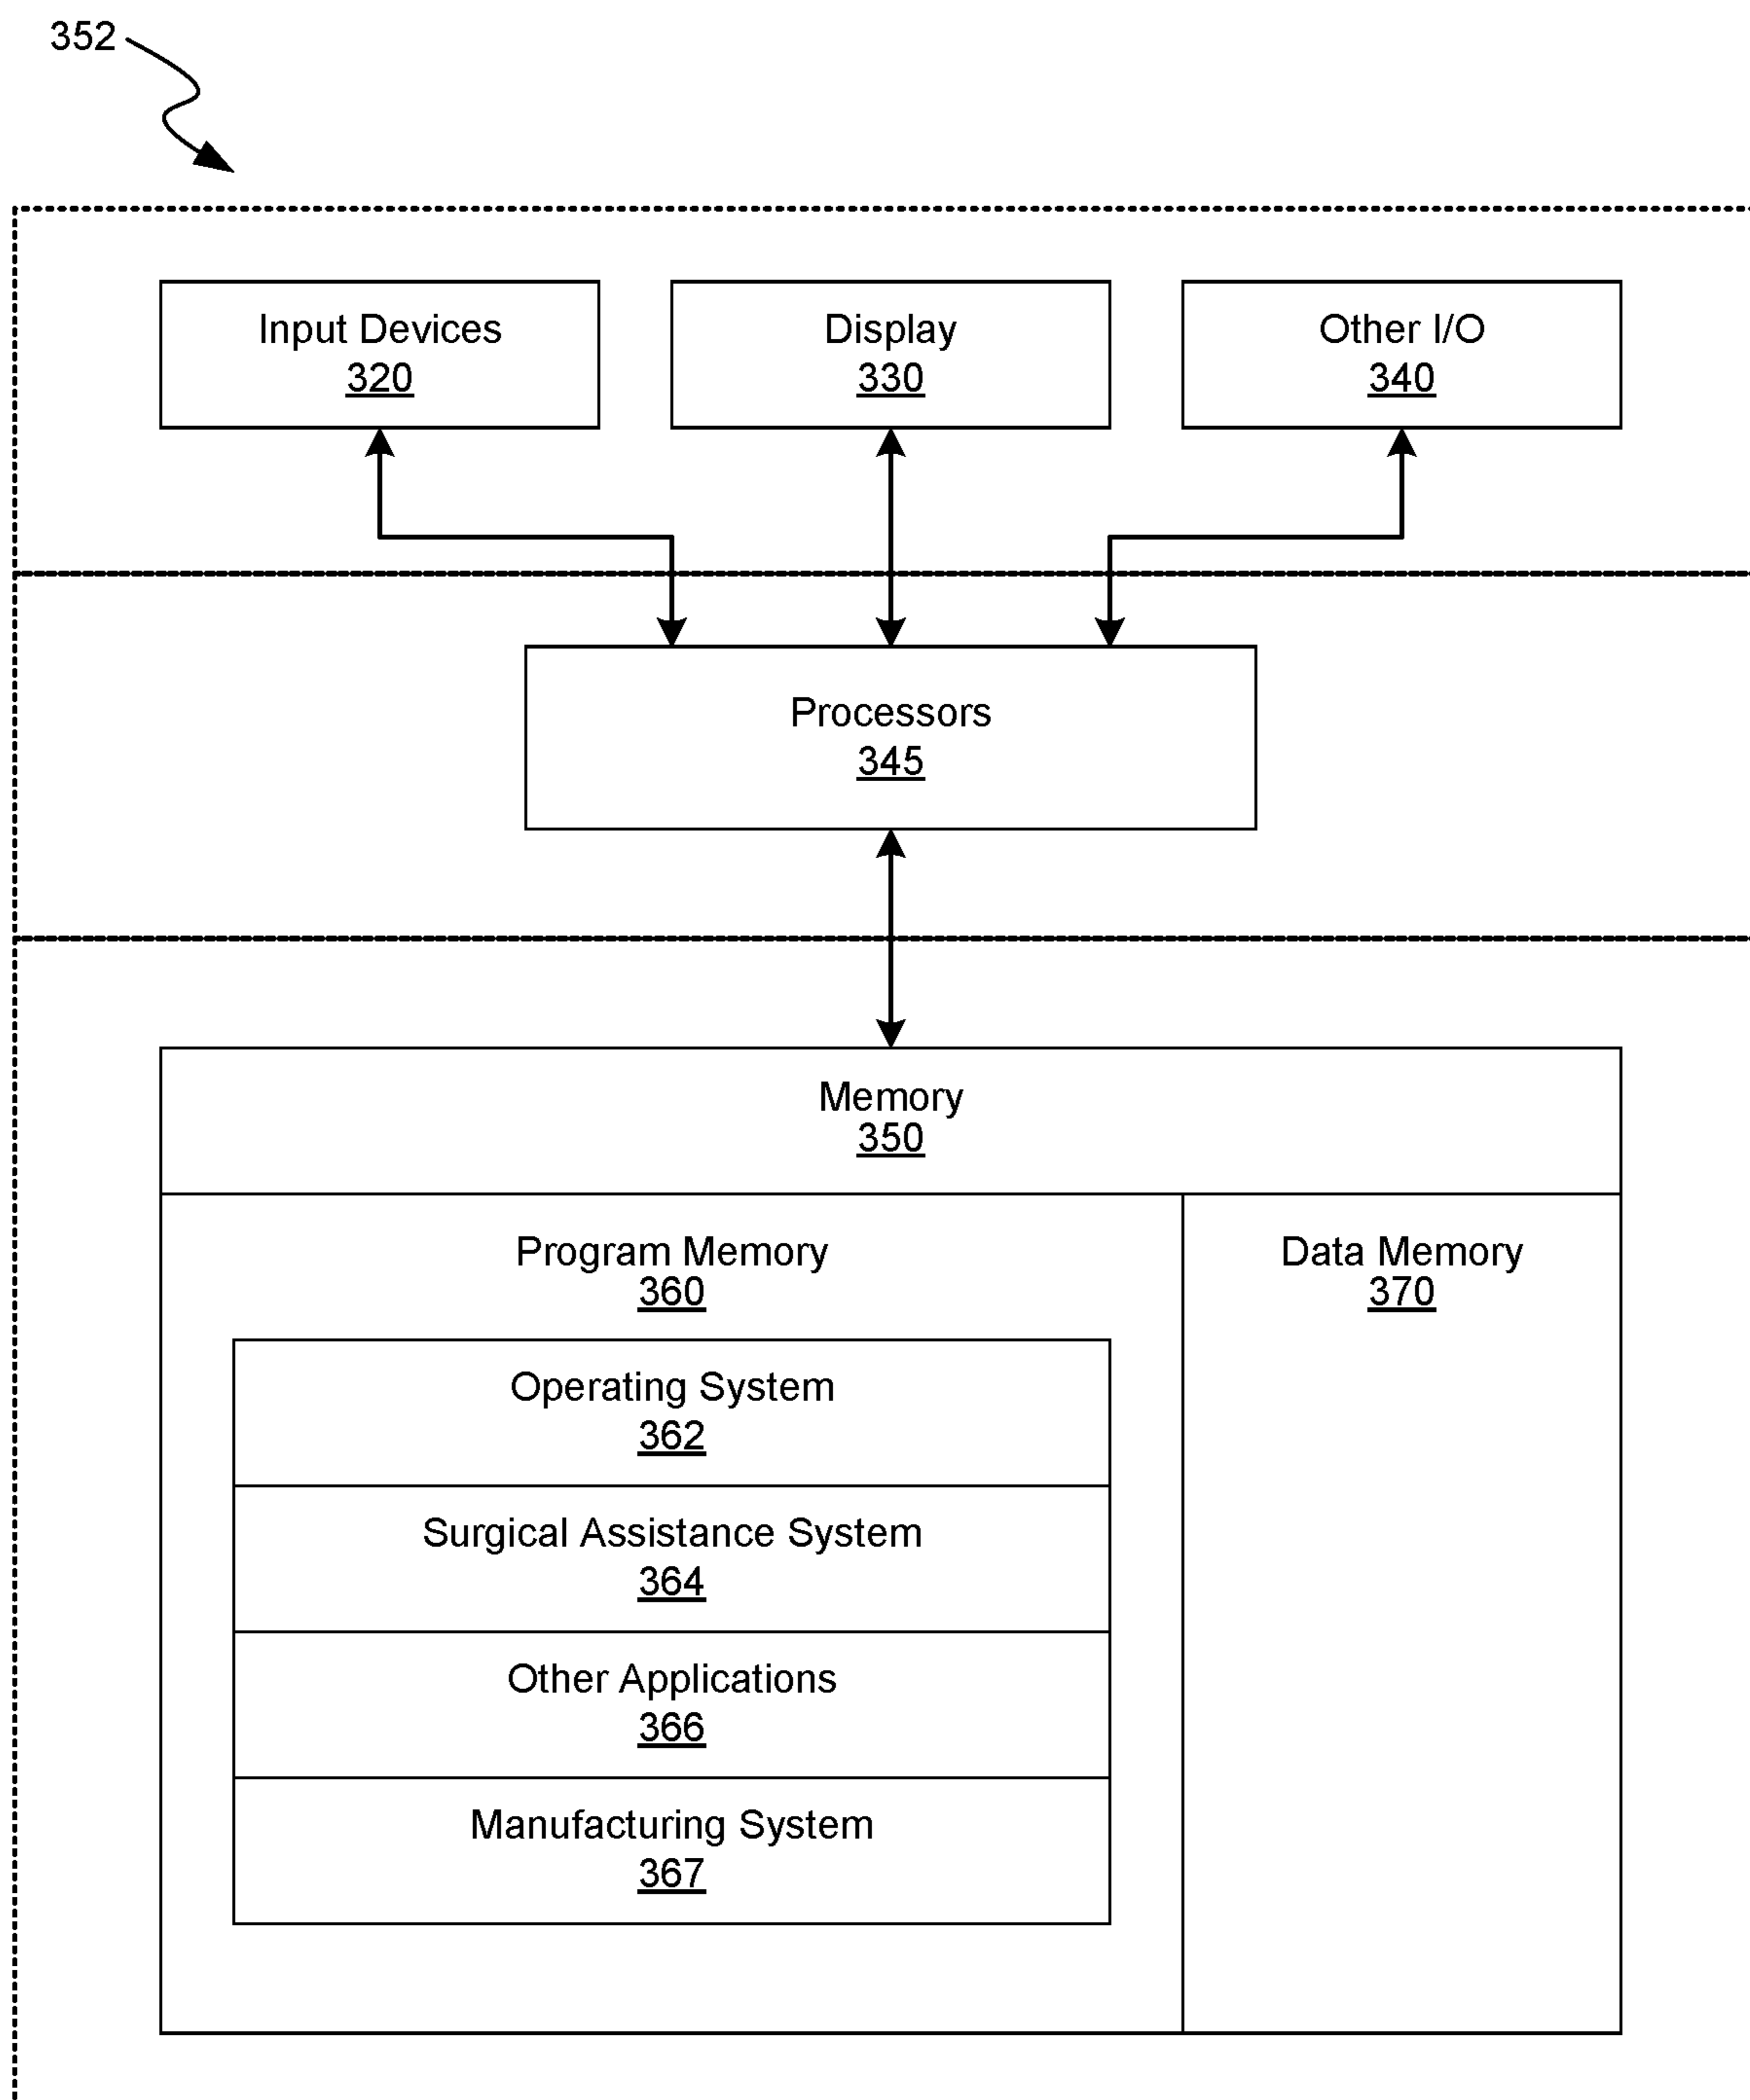 352
Input Devices
320
Display
330
Other I/O
340
Processors
345
Memory
350
Program Memory
360
Data Memory
370
Operating System
362
Surgical Assistance System
364
Other Applications
366
Manufacturing System
367